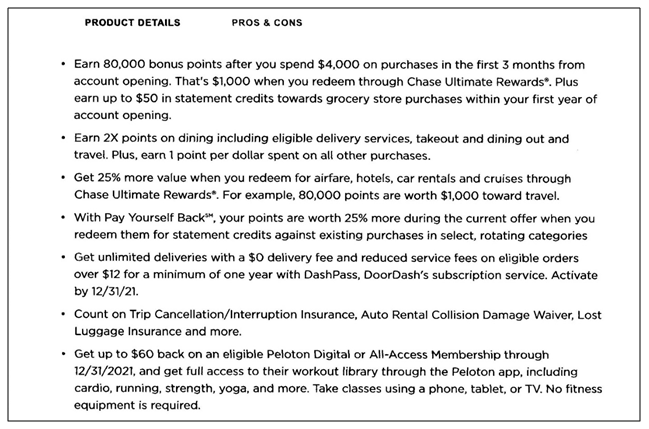 PRODUCT DETAILS PROS & CONS
• Earn 80,000 bonus points after you spend $4,000 on purchases in the first 3 months from
account opening. That's $1,000 when you redeem through Chase Ultimate Rewards®. Plus
earn up to $50 in statement credits towards grocery store purchases within your first year of
account opening.
• Earn 2X points on dining including eligible delivery services, takeout and dining out and
travel. Plus, earn 1 point per dollar spent on all other purchases.
• Get 25% more value when you redeem for airfare, hotels, car rentals and cruises through
Chase Ultimate Rewards®. For example, 80,000 points are worth $1,000 toward travel.
• With Pay Yourself Back℠, your points are worth 25% more during the current offer when you
redeem them for statement credits against existing purchases in select, rotating categories
• Get unlimited deliveries with a $0 delivery fee and reduced service fees on eligible orders
over $12 for a minimum of one year with DashPass, DoorDash's subscription service. Activate
by 12/31/21.
• Count on Trip Cancellation/Interruption Insurance, Auto Rental Collision Damage Waiver, Lost
Luggage Insurance and more.
• Get up to $60 back on an eligible Peloton Digital or All-Access Membership through
12/31/2021, and get full access to their workout library through the Peloton app, including
cardio, running, strength, yoga, and more. Take classes using a phone, tablet, or TV. No fitness
equipment is required.